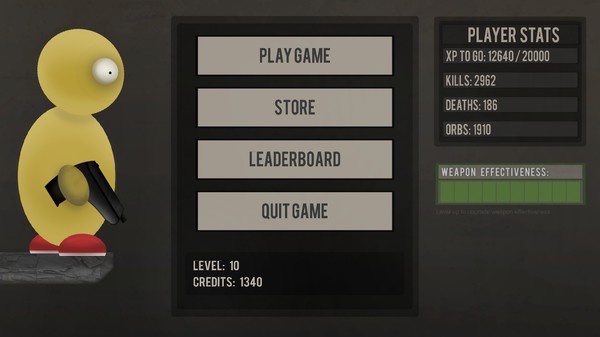 PLAY GAME
STORE
LEADERBOARD
QUIT GAME
LEVEL: 10
CREDITS: 1340
PLAYER STATS
XP TO GO: 12640 / 20000
KILLS: 2962
DEATHS: 186
ORBS: 1910
WEAPON EFFECTIVENESS: